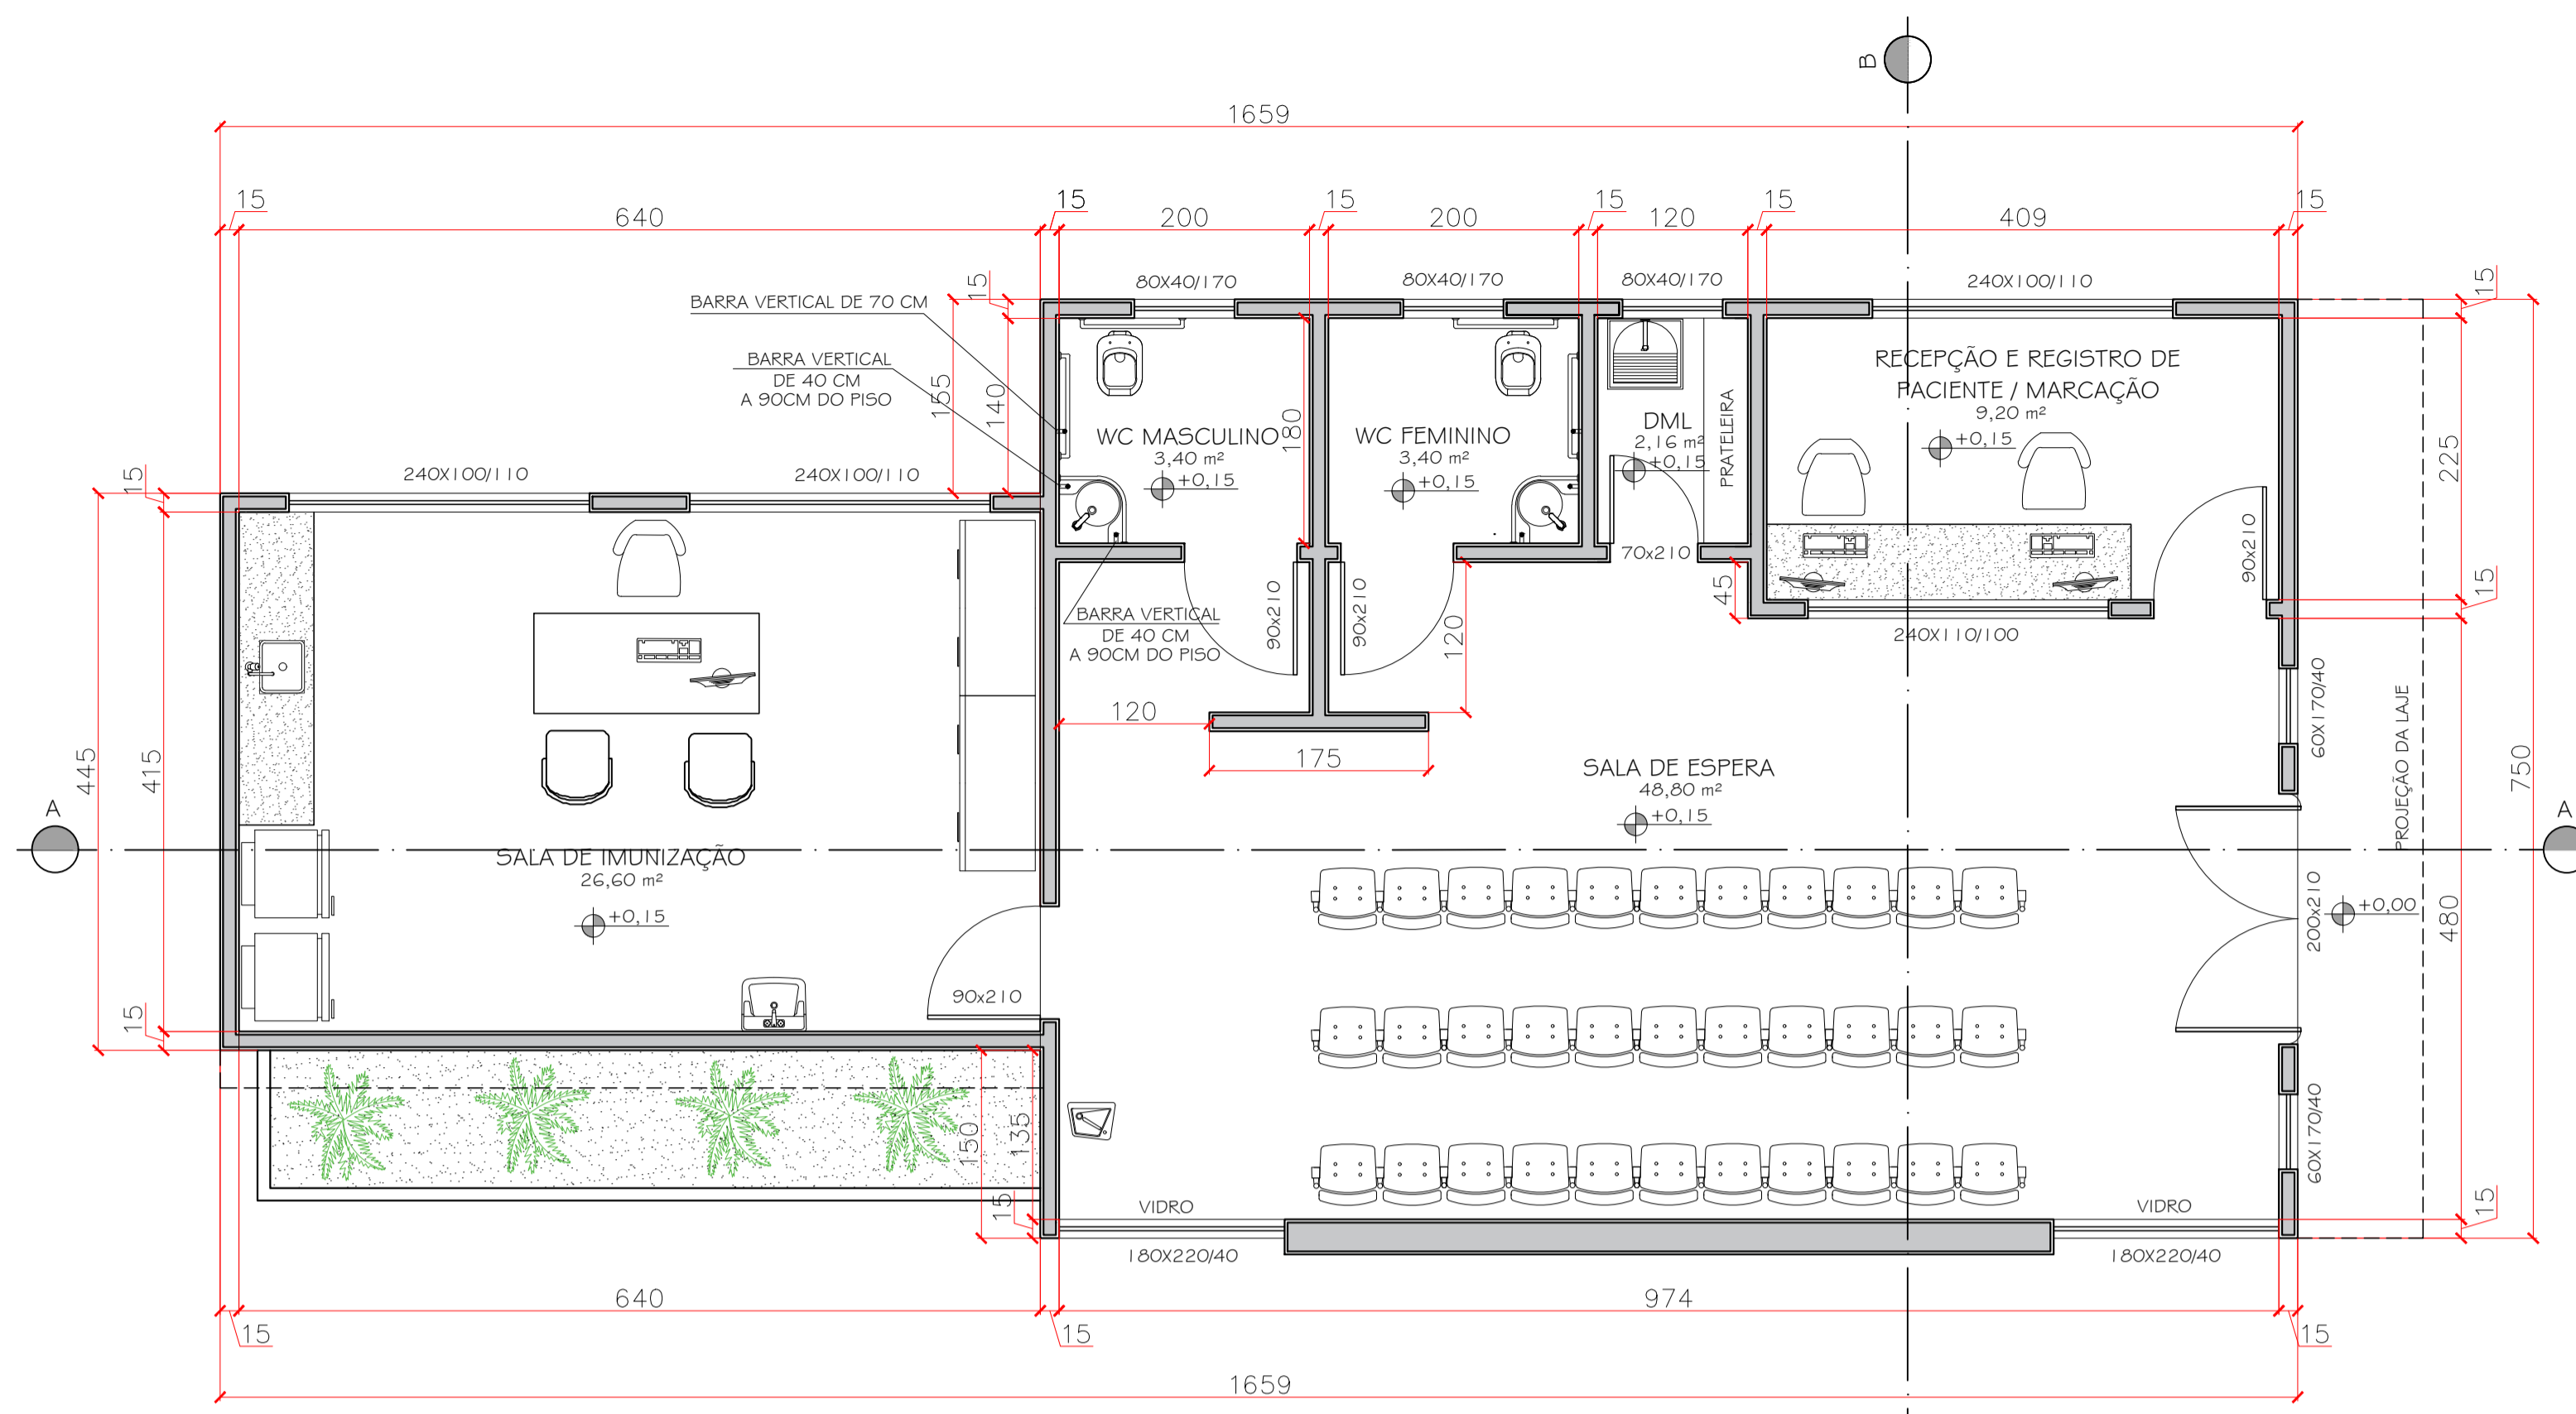 B
1659
15
640
15
200
15
200
15
120
15
409
15
80X40/170
80X40/170
80X40/170
240X100/110
15
15
BARRA VERTICAL DE 70 CM
BARRA VERTICAL
DE 40 CM
A 90CM DO PISO
155
140
180
RECEPÇÃO E REGISTRO DE
PACIENTE / MARCAÇÃO
9,20 m²
+0,15
WC MASCULINO
3,40 m²
+0,15
WC FEMININO
3,40 m²
+0,15
DML
2,16 m²
+0,15
PRATELEIRA
225
15
240X100/110
240X100/110
70x210
90x210
15
45
240X110/100
BARRA VERTICAL
DE 40 CM
A 90CM DO PISO
90x210
90x210
120
120
175
60X170/40
PROJEÇÃO DA LAJE
750
445
415
SALA DE ESPERA
48,80 m²
+0,15
A
A
SALA DE IMUNIZAÇÃO
26,60 m²
+0,15
200x210
+0,00
480
90x210
15
150
135
15
60X170/40
VIDRO
180X220/40
VIDRO
180X220/40
15
640
974
15
15
15
1659